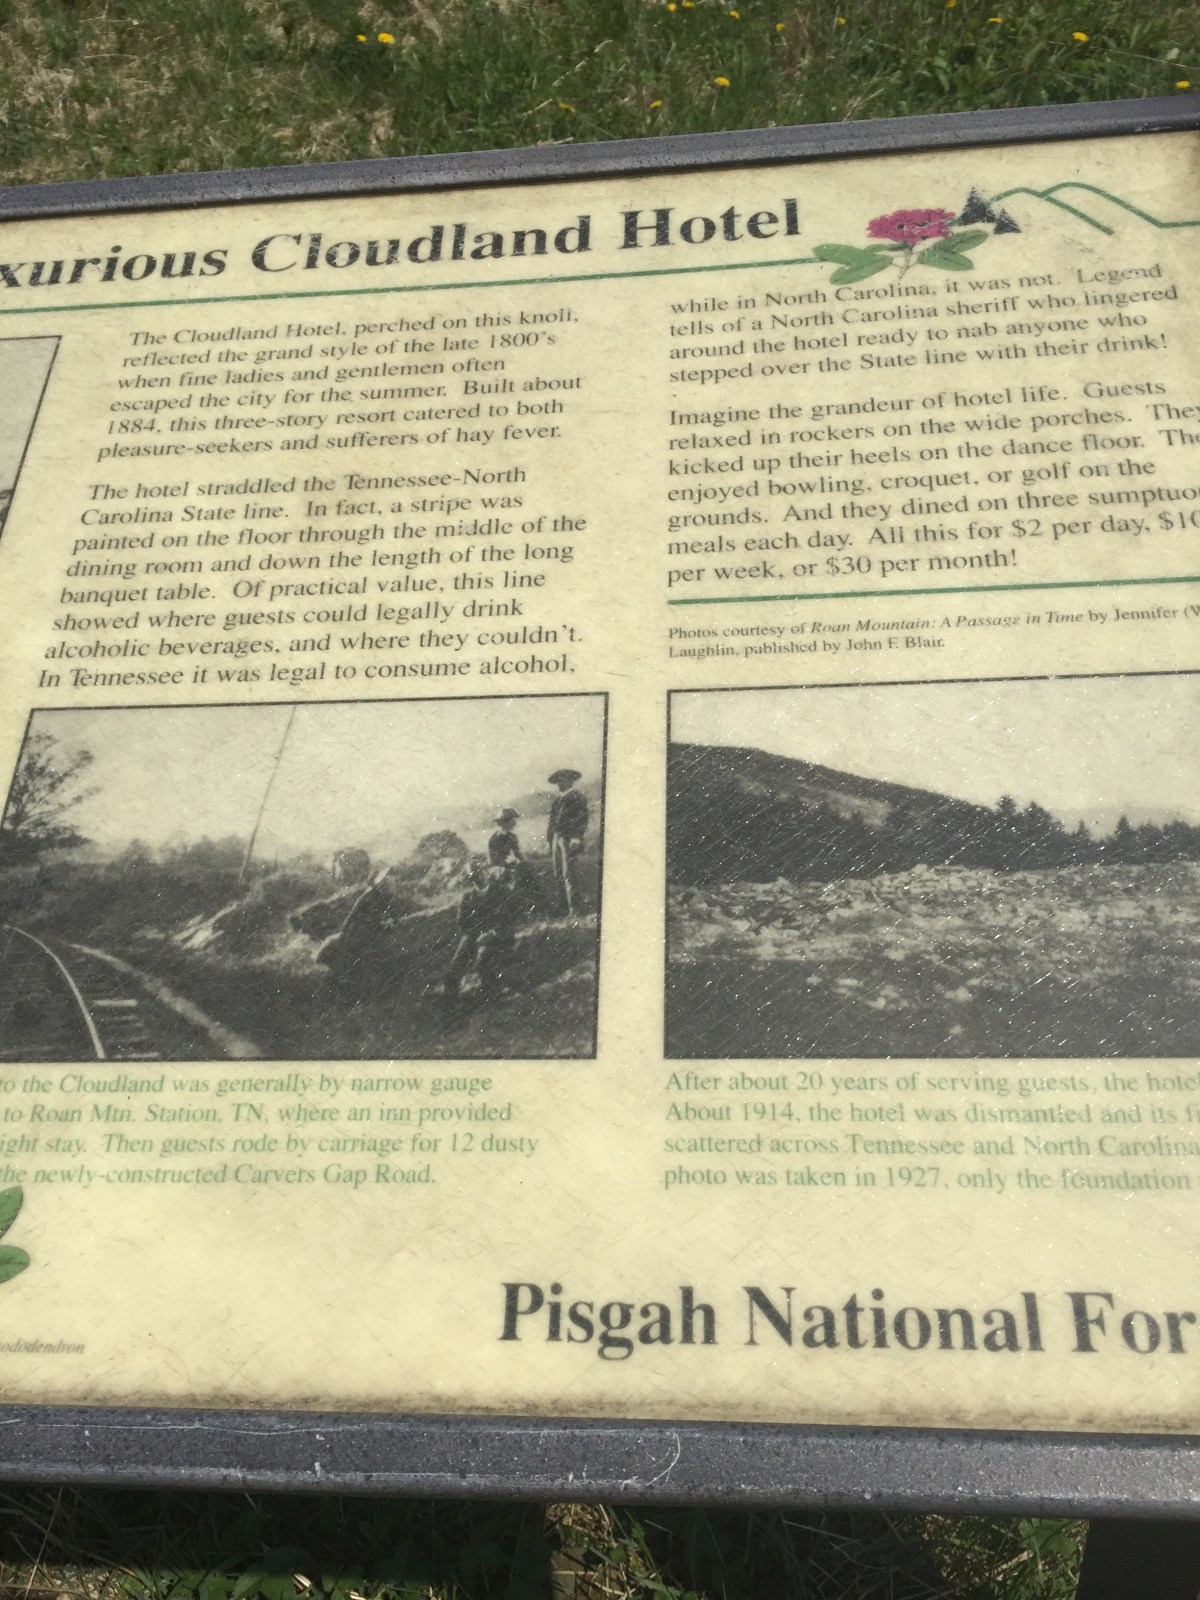 xurious Cloudland Hotel
The Cloudland Hotel, perched on this knoll,
reflected the grand style of the late 1800's
when fine ladies and gentlemen often
escaped the city for the summer. Built about
1884, this three-story resort catered to both
pleasure-seekers and sufferers of hay fever.
The hotel straddled the Tennessee-North
Carolina State line. In fact, a stripe was
painted on the floor through the middle of the
dining room and down the length of the long
banquet table. Of practical value, this line
showed where guests could legally drink
alcoholic beverages, and where they couldn't.
In Tennessee it was legal to consume alcohol,
while in North Carolina, it was not. Legend
tells of a North Carolina sheriff who lingered
around the hotel ready to nab anyone who
stepped over the State line with their drink!
Imagine the grandeur of hotel life. Guests
relaxed in rockers on the wide porches. They
kicked up their heels on the dance floor. The
enjoyed bowling, croquet, or golf on the
grounds. And they dined on three sumptuo
meals each day. All this for $2 per day, $10
per week, or $30 per month!
Photos courtesy of Roan Mountain: A Passage in Time by Jennifer (
Laughlin, published by John F. Blair.
to the Cloudland was generally by narrow gauge
to Roan Mtn. Station, TN, where an inn provided
ight stay. Then guests rode by carriage for 12 dusty
the newly-constructed Carvers Gap Road.
After about 20 years of serving guests, the hote
About 1914, the hotel was dismantled and its f
scattered across Tennessee and North Carolina
photo was taken in 1927, only the foundation
Pisgah National For
ododendron